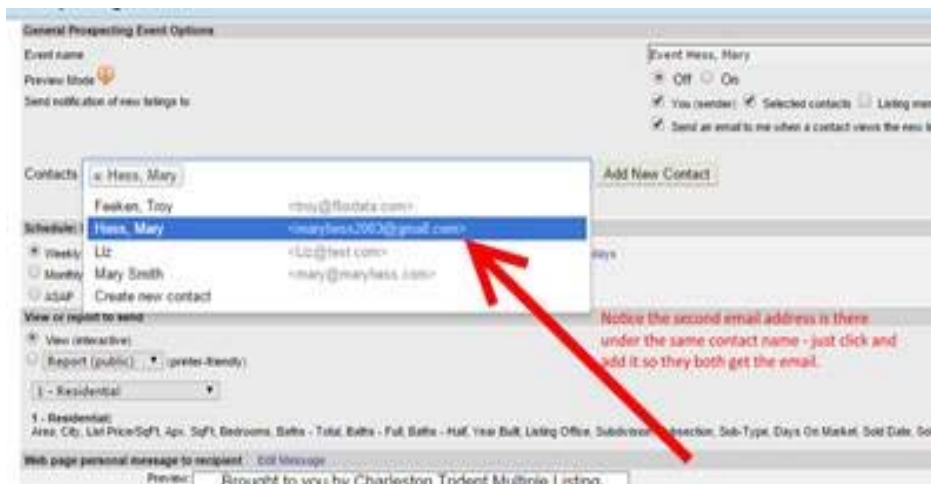 General Prospecting Event Options
Event name
Event Hess, Mary
Preview Mode
Off On
Send notification of new listings to
You (sender) Selected contacts Listing
Send an email to me when a contact views the new
Contacts
x Hess, Mary
Add New Contact
Troy
Hess, Mary <maryhess2003@gmail.com>
Liz <Liz@test.com>
Mary Smith <mary@maryhess.com>
Create new contact
Schedule:
Weekly
days
Monthly
ASAP
View or report to send
View (interactive)
Report (public) (printer-friendly)
Notice the second email address is there
under the same contact name - just click and
add it so they both get the email.
1 - Residential
1 - Residential:
Area, City, List Price/SqFt, Apx. SqFt, Bedrooms, Baths - Total, Baths - Full, Baths - Half, Year Built, Listing Office, Subdivision, Subsection, Sub-Type, Days On Market, Sold Date,
Web page personal message to recipient Edit Message
Preview:
Brought to you by Charleston Trident Multiple Listing